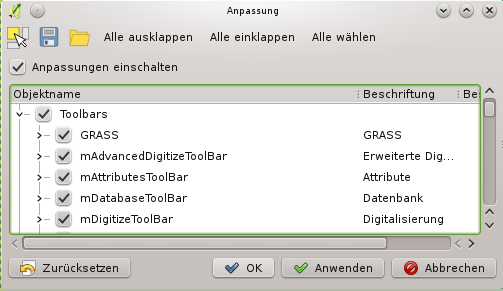 Anpassung
Alle ausklappen Alle einklappen Alle wählen
Anpassungen einschalten
Objektname Beschriftung Be
Toolbars
GRASS GRASS
mAdvancedDigitizeToolBar Erweiterte Dig...
mAttributesToolBar Attribute
mDatabaseToolBar Datenbank
mDigitizeToolBar Digitalisierung
Zurücksetzen OK Anwenden Abbrechen